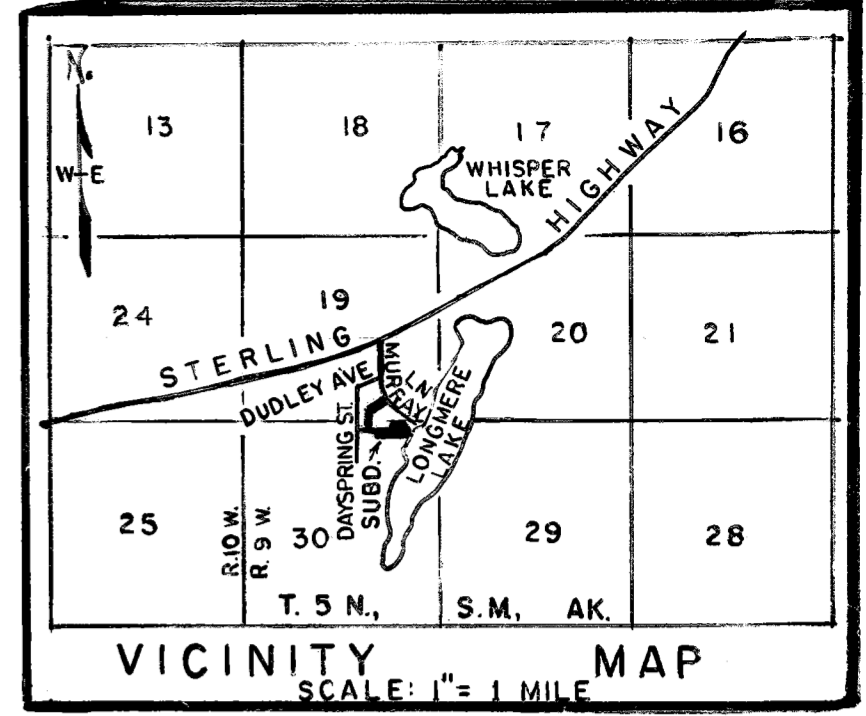 N.
W E
13
18
17
16
WHISPER
LAKE
HIGHWAY
24
19
20
21
STERLING
DUDLEY AVE
MURRAY LN
LONGMERE
LAKE
DAYSPRING ST.
SUBD.
25
R.10 W.
R. 9 W.
30
29
28
T. 5 N., S.M, AK.
VICINITY MAP
SCALE: 1"= 1 MILE